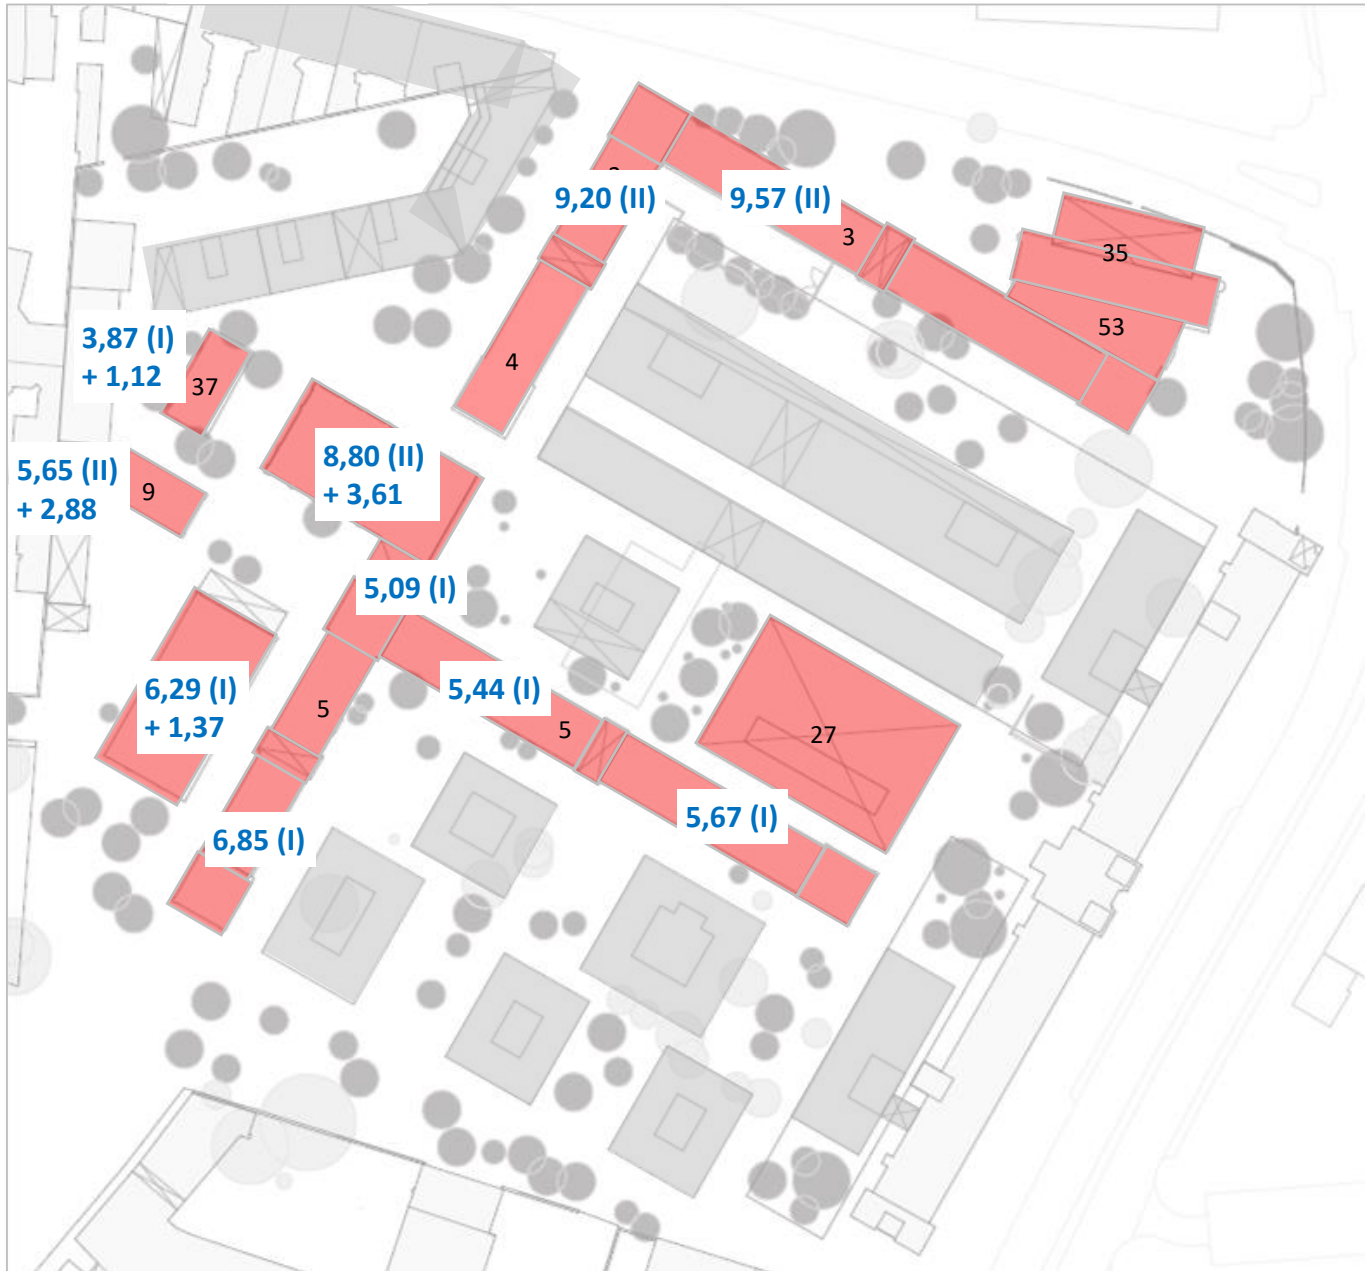 9,20 (II)
9,57 (II)
3
35
53
3,87 (I)
+ 1,12
37
4
8,80 (II)
+ 3,61
5,65 (II)
+ 2,88
9
5,09 (I)
6,29 (I)
+ 1,37
5,44 (I)
5
5
27
5,67 (I)
6,85 (I)